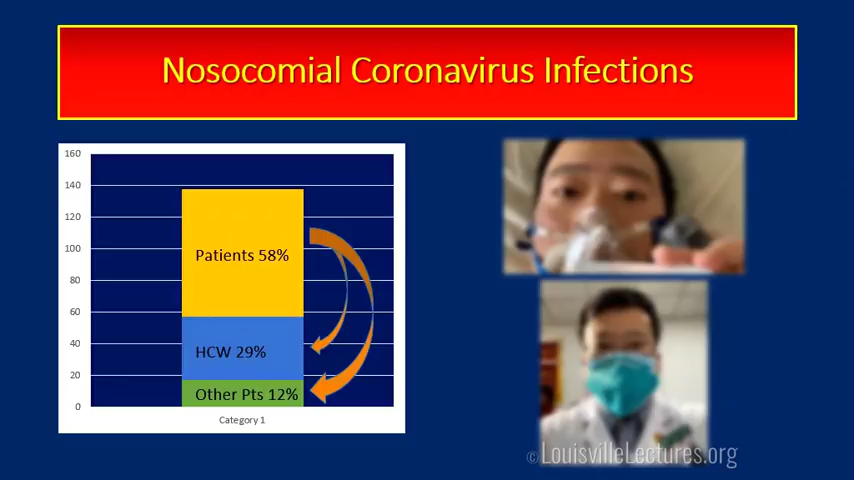 Nosocomial Coronavirus Infections
160
140
120
100
80
60
40
20
0
Patients 58%
HCW 29%
Other Pts 12%
Category 1
© LouisvilleLectures.org